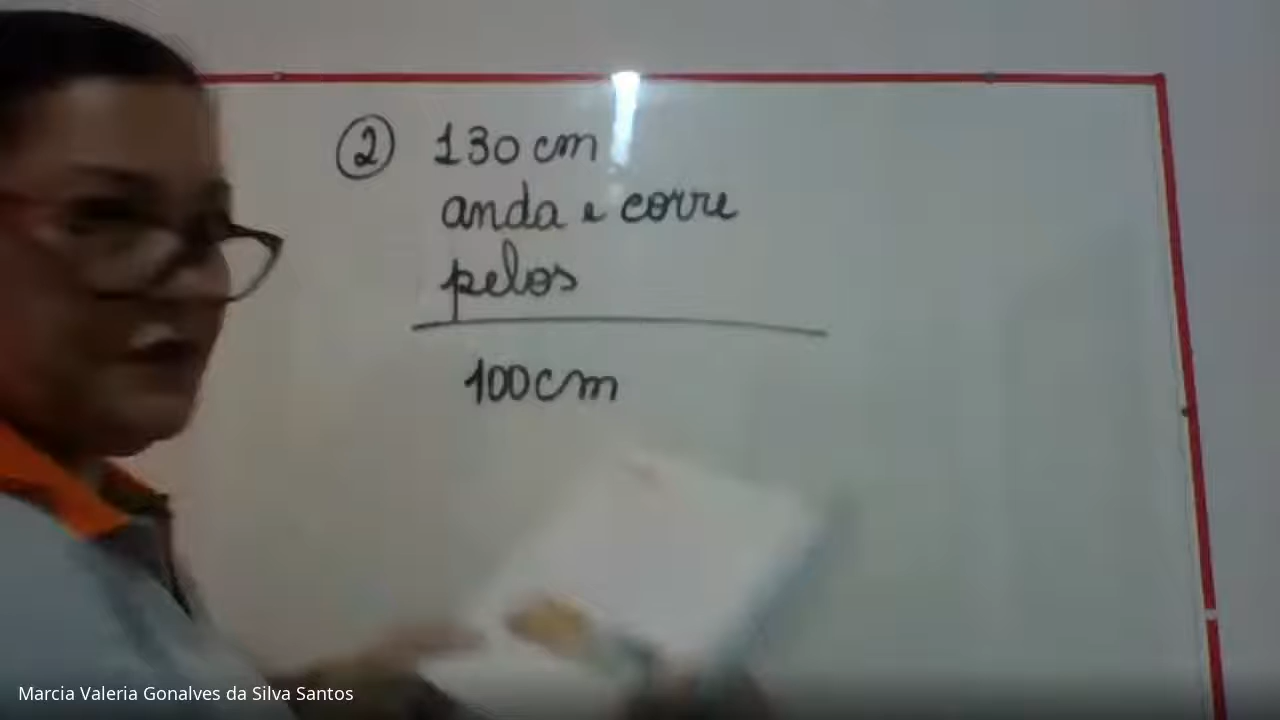 ② 130 cm
anda e corre
pelos
100cm
Marcia Valeria Gonalves da Silva Santos